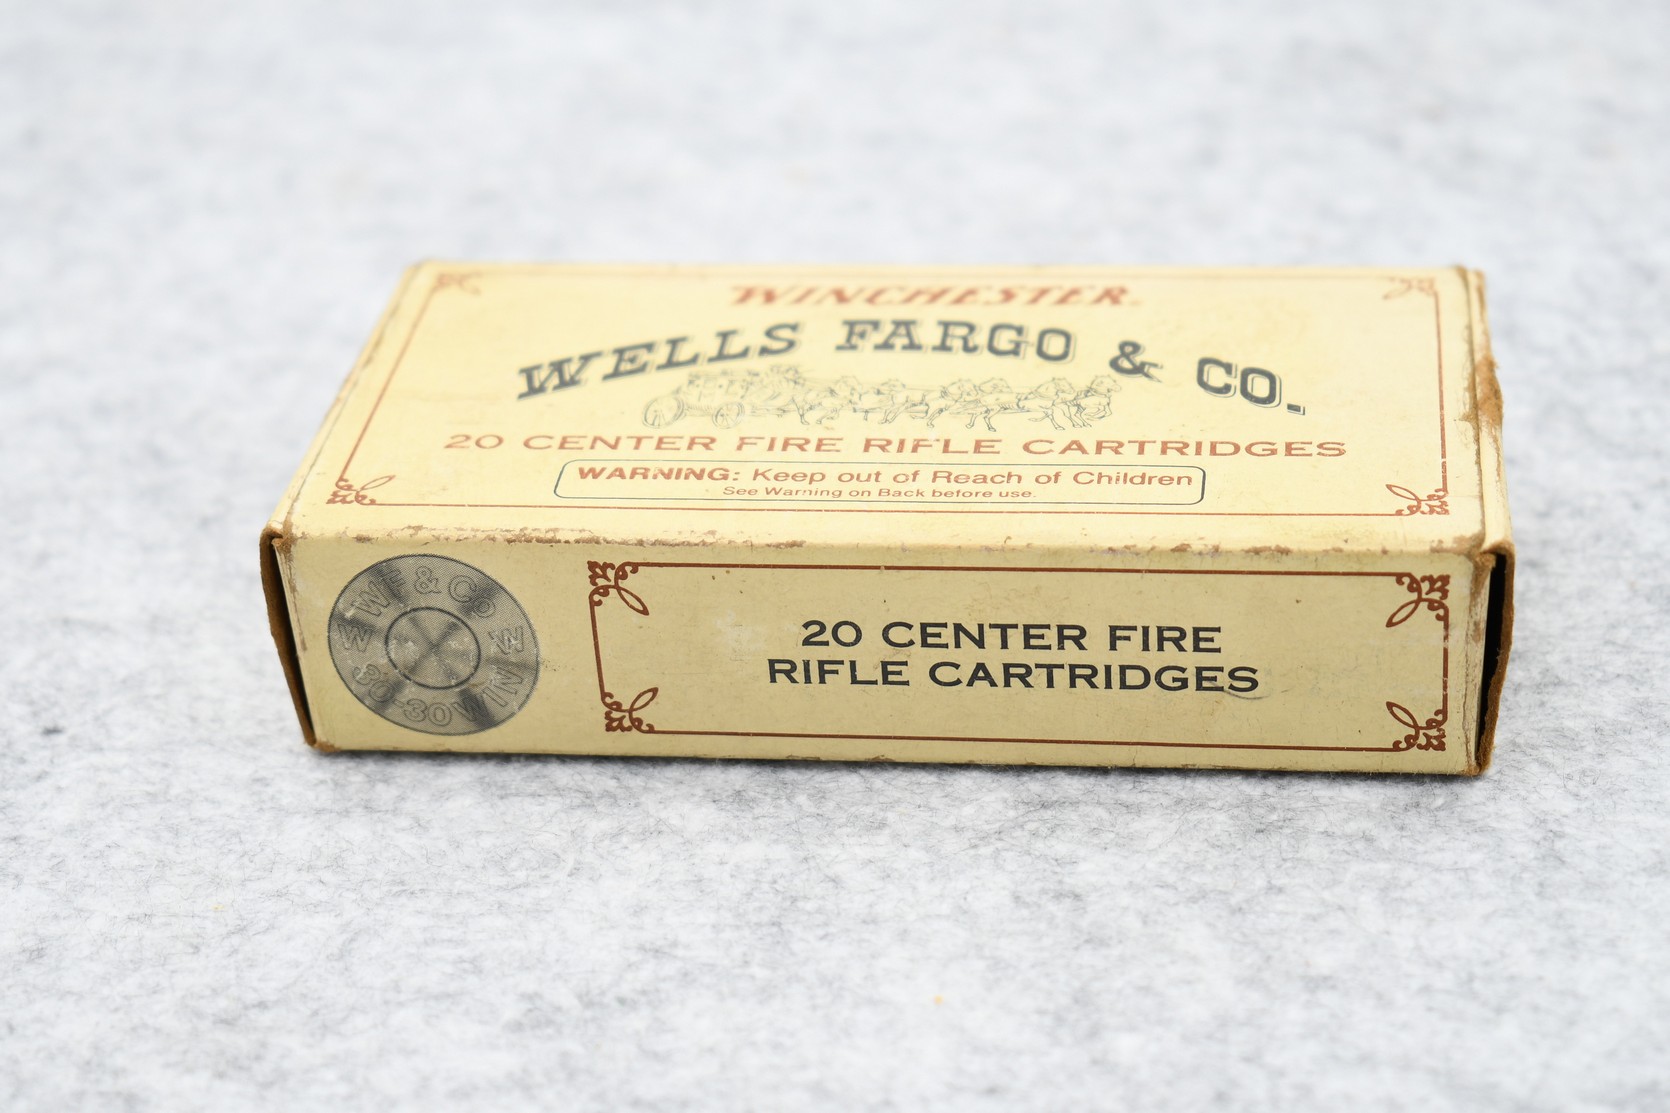 WINCHESTER
WELLS FARGO & CO.
20 CENTER FIRE RIFLE CARTRIDGES
WARNING: Keep out of Reach of Children
See Warning on Back before use.
WF & CO
W W
30-30 WIN
20 CENTER FIRE
RIFLE CARTRIDGES